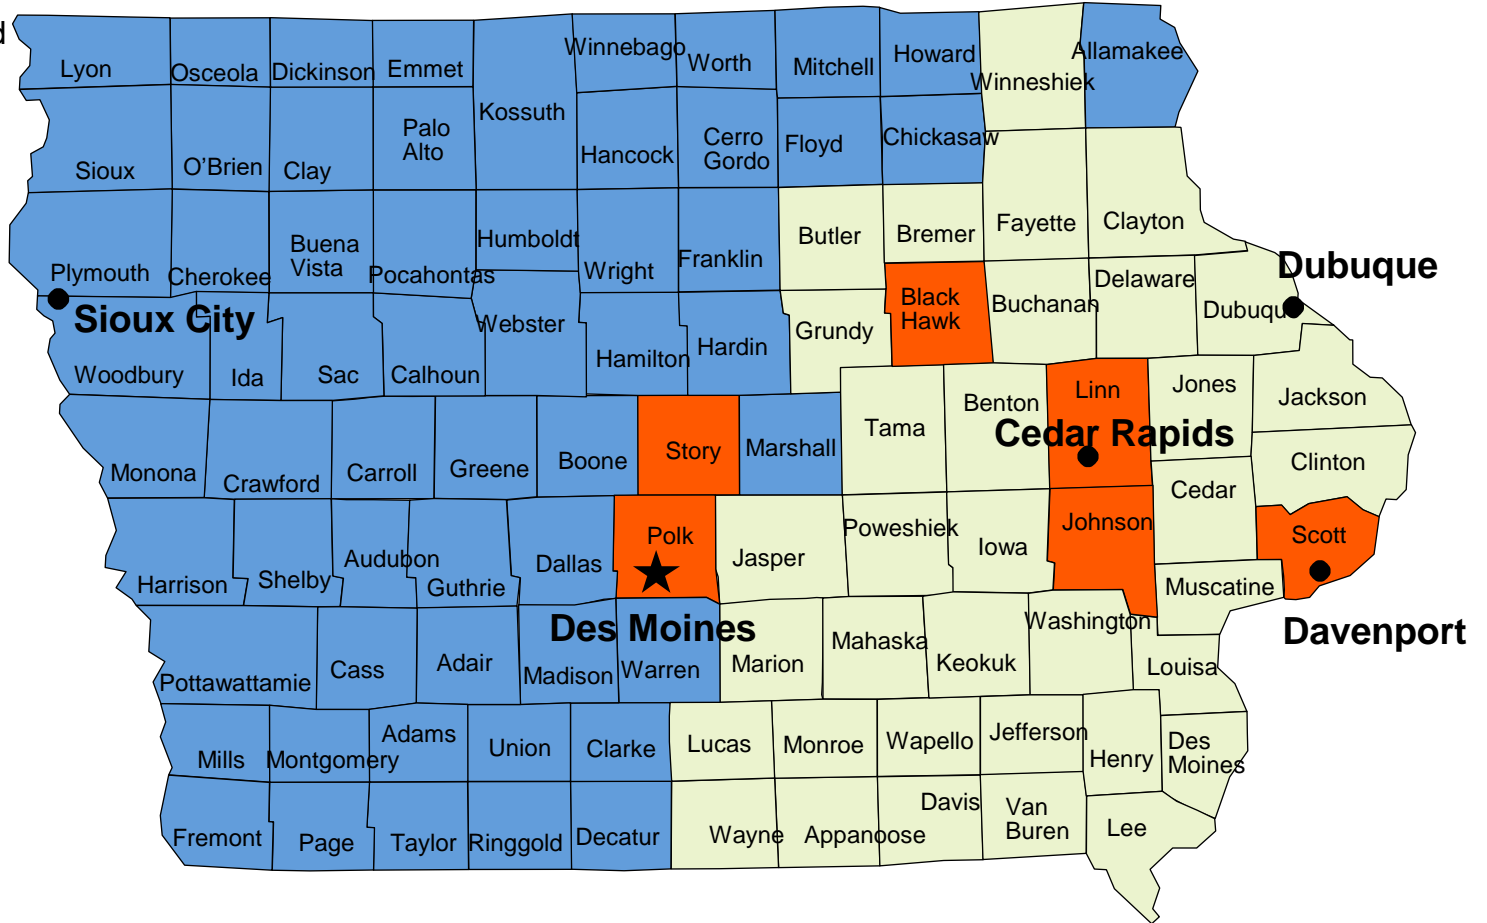 d
Lyon
Osceola
Dickinson
Emmet
Kossuth
Winnebago
Worth
Mitchell
Howard
Winneshiek
Allamakee
Sioux
O’Brien
Clay
Palo
Alto
Hancock
Cerro
Gordo
Floyd
Chickasaw
Plymouth
Cherokee
Buena
Vista
Pocahontas
Humboldt
Wright
Franklin
Butler
Bremer
Fayette
Clayton
Sioux City
Woodbury
Ida
Sac
Calhoun
Webster
Hamilton
Hardin
Grundy
Black
Hawk
Buchanan
Delaware
Dubuqu
Dubuque
Monona
Crawford
Carroll
Greene
Boone
Story
Marshall
Tama
Benton
Linn
Cedar Rapids
Jones
Jackson
Harrison
Shelby
Audubon
Guthrie
Dallas
Polk
Jasper
Poweshiek
Iowa
Johnson
Cedar
Clinton
Scott
Muscatine
Davenport
Des Moines
Pottawattamie
Cass
Adair
Madison
Warren
Marion
Mahaska
Keokuk
Washington
Louisa
Mills
Montgomery
Adams
Union
Clarke
Lucas
Monroe
Wapello
Jefferson
Henry
Des
Moines
Fremont
Page
Taylor
Ringgold
Decatur
Wayne
Appanoose
Davis
Van
Buren
Lee